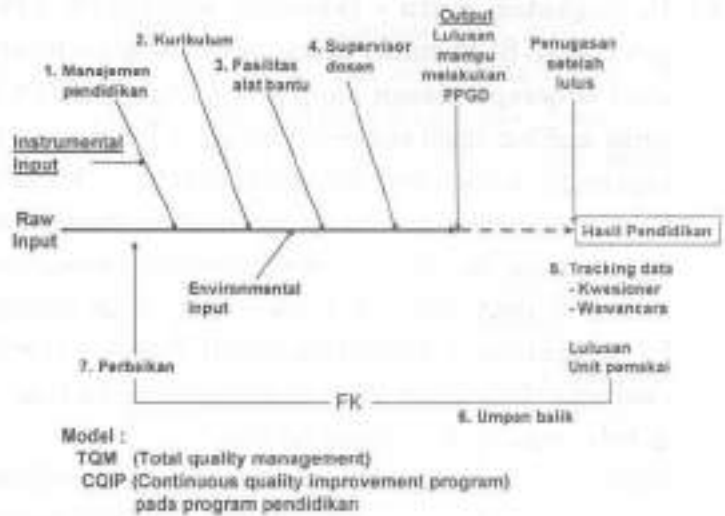 Output
Lulusan
mampu
melakukan
PPGD
Penugasan
setelah
lulus
2. Kurikulum
4. Supervisor
dosen
3. Fasilitas
alat bantu
1. Manajemen
pendidikan
Instrumental
Input
Raw
Input
Hasil Pendidikan
Environmental
Input
5. Tracking data
- Kwesioner
- Wawancara
Lulusan
Unit pemakai
7. Perbaikan
FK
6. Umpan balik
Model :
TQM (Total quality management)
CQIP (Continuous quality improvement program)
pada program pendidikan